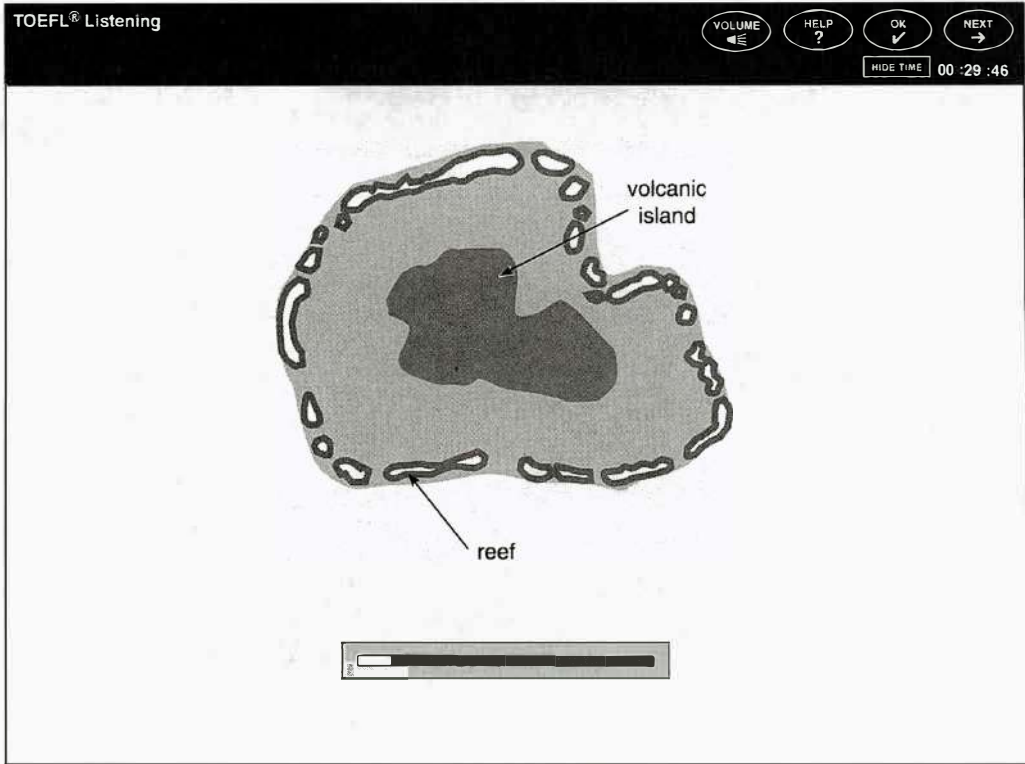 TOEFL® Listening
VOLUME
HELP
?
OK
NEXT
HIDE TIME
00 :29 :46
volcanic
island
reef